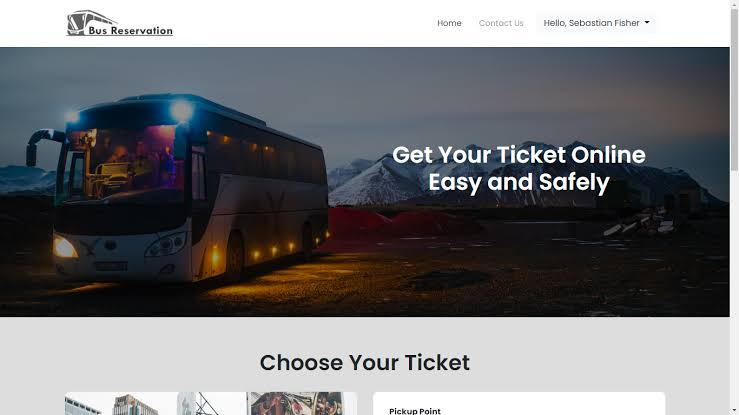 Bus Reservation
Home
Contact Us
Hello, Sebastian Fisher
Get Your Ticket Online
Easy and Safely
Choose Your Ticket
Pickup Point